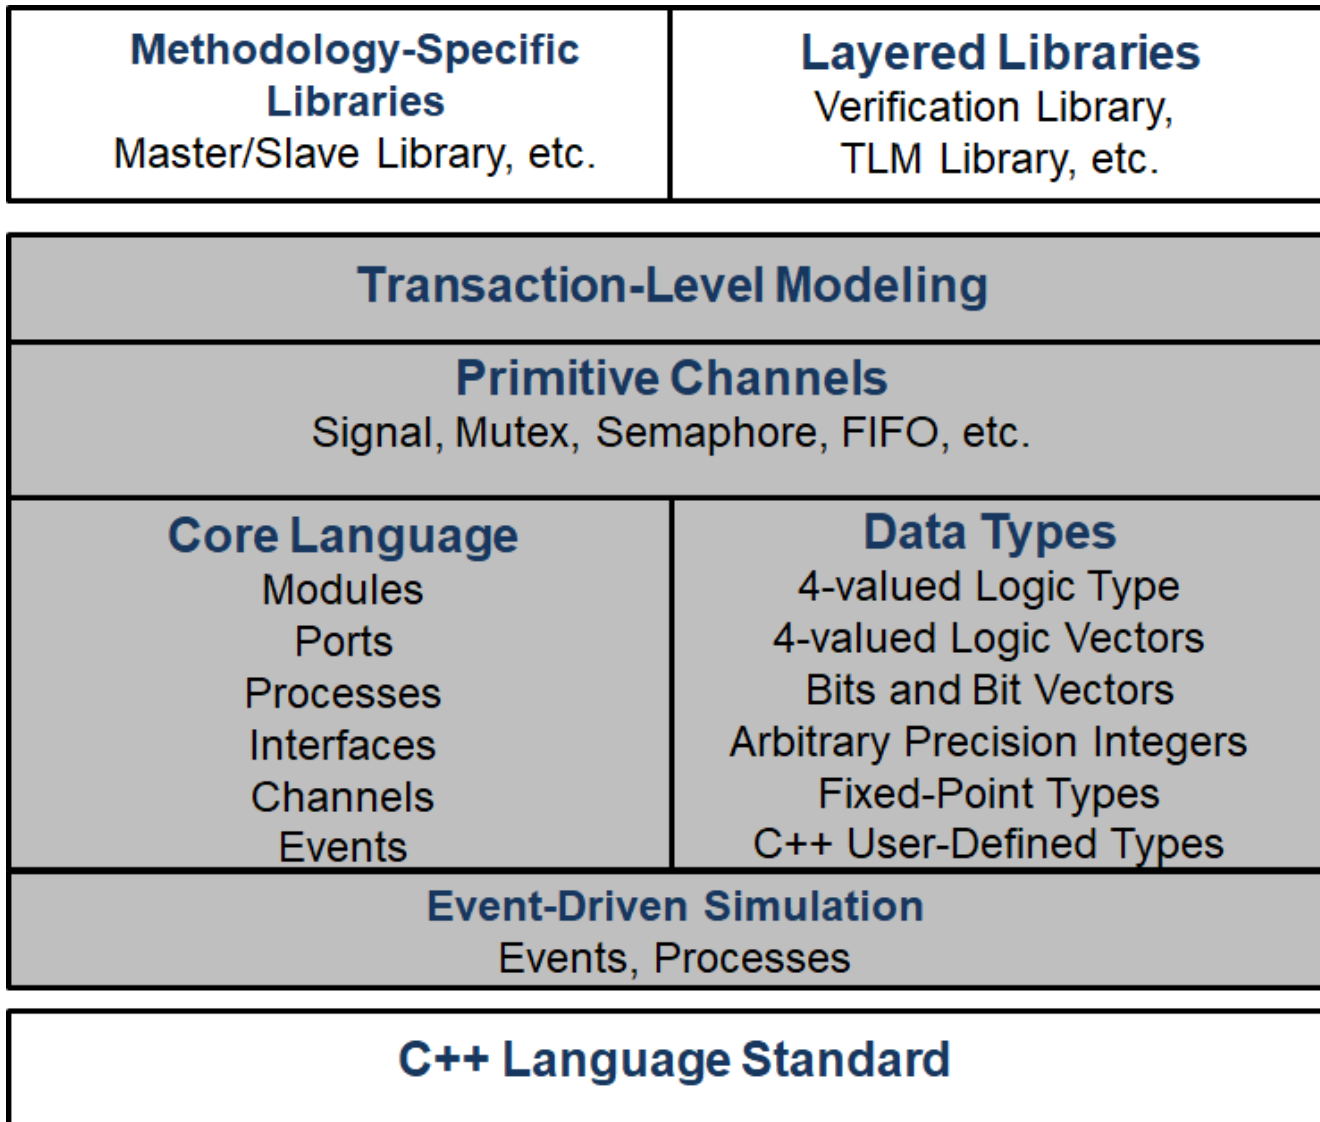 Methodology-Specific
Libraries
Master/Slave Library, etc.
Layered Libraries
Verification Library,
TLM Library, etc.
Transaction-Level Modeling
Primitive Channels
Signal, Mutex, Semaphore, FIFO, etc.
Core Language
Modules
Ports
Processes
Interfaces
Channels
Events
Data Types
4-valued Logic Type
4-valued Logic Vectors
Bits and Bit Vectors
Arbitrary Precision Integers
Fixed-Point Types
C++ User-Defined Types
Event-Driven Simulation
Events, Processes
C++ Language Standard